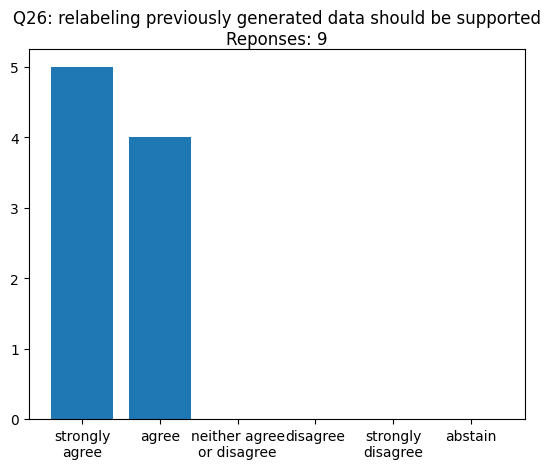 Q26: relabeling previously generated data should be supported
Reponses: 9
5
4
3
2
1
0
strongly
agree
agree
neither agree
or disagree
disagree
strongly
disagree
abstain